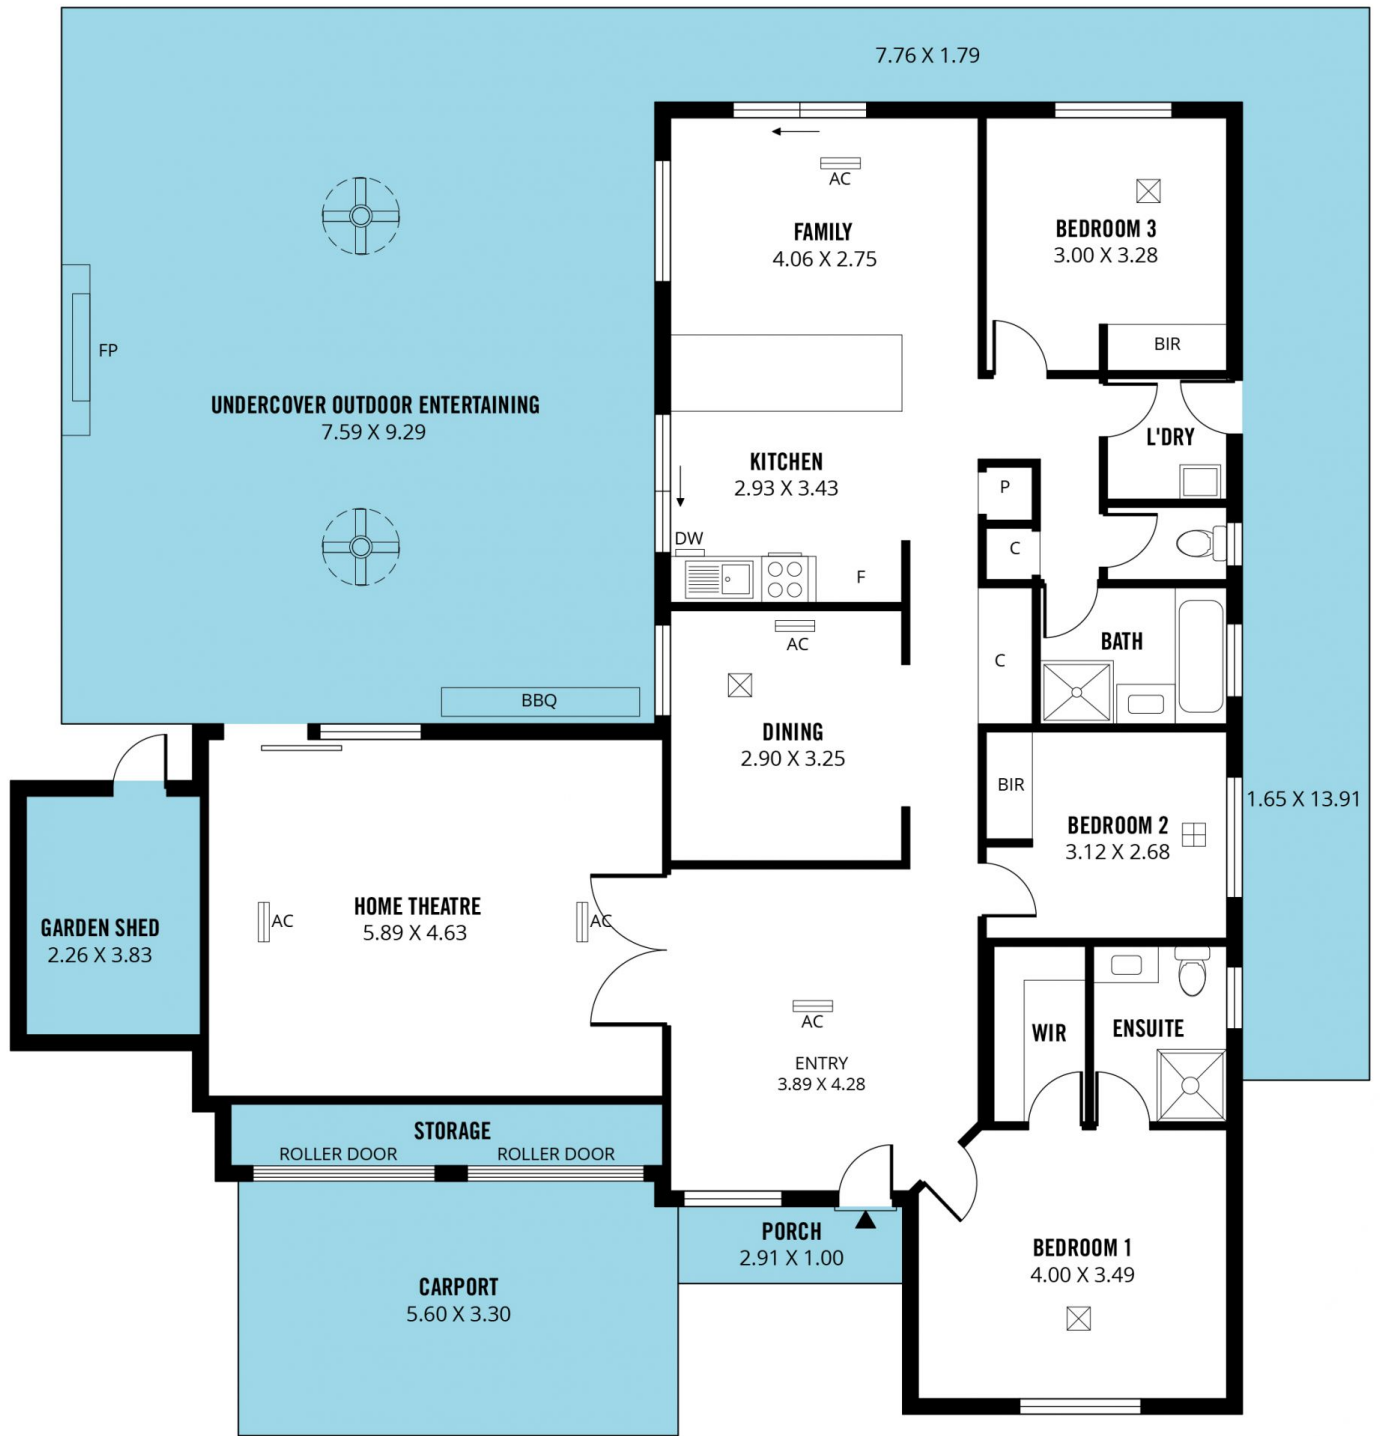 7.76 X 1.79
AC
FAMILY
4.06 X 2.75
BEDROOM 3
3.00 X 3.28
BIR
FP
UNDERCOVER OUTDOOR ENTERTAINING
7.59 X 9.29
L'DRY
KITCHEN
2.93 X 3.43
P
DW
C
F
AC
BATH
C
BBQ
DINING
2.90 X 3.25
BIR
1.65 X 13.91
BEDROOM 2
3.12 X 2.68
HOME THEATRE
5.89 X 4.63
AC
AC
GARDEN SHED
2.26 X 3.83
AC
WIR
ENSUITE
ENTRY
3.89 X 4.28
STORAGE
ROLLER DOOR
ROLLER DOOR
PORCH
2.91 X 1.00
BEDROOM 1
4.00 X 3.49
CARPORT
5.60 X 3.30